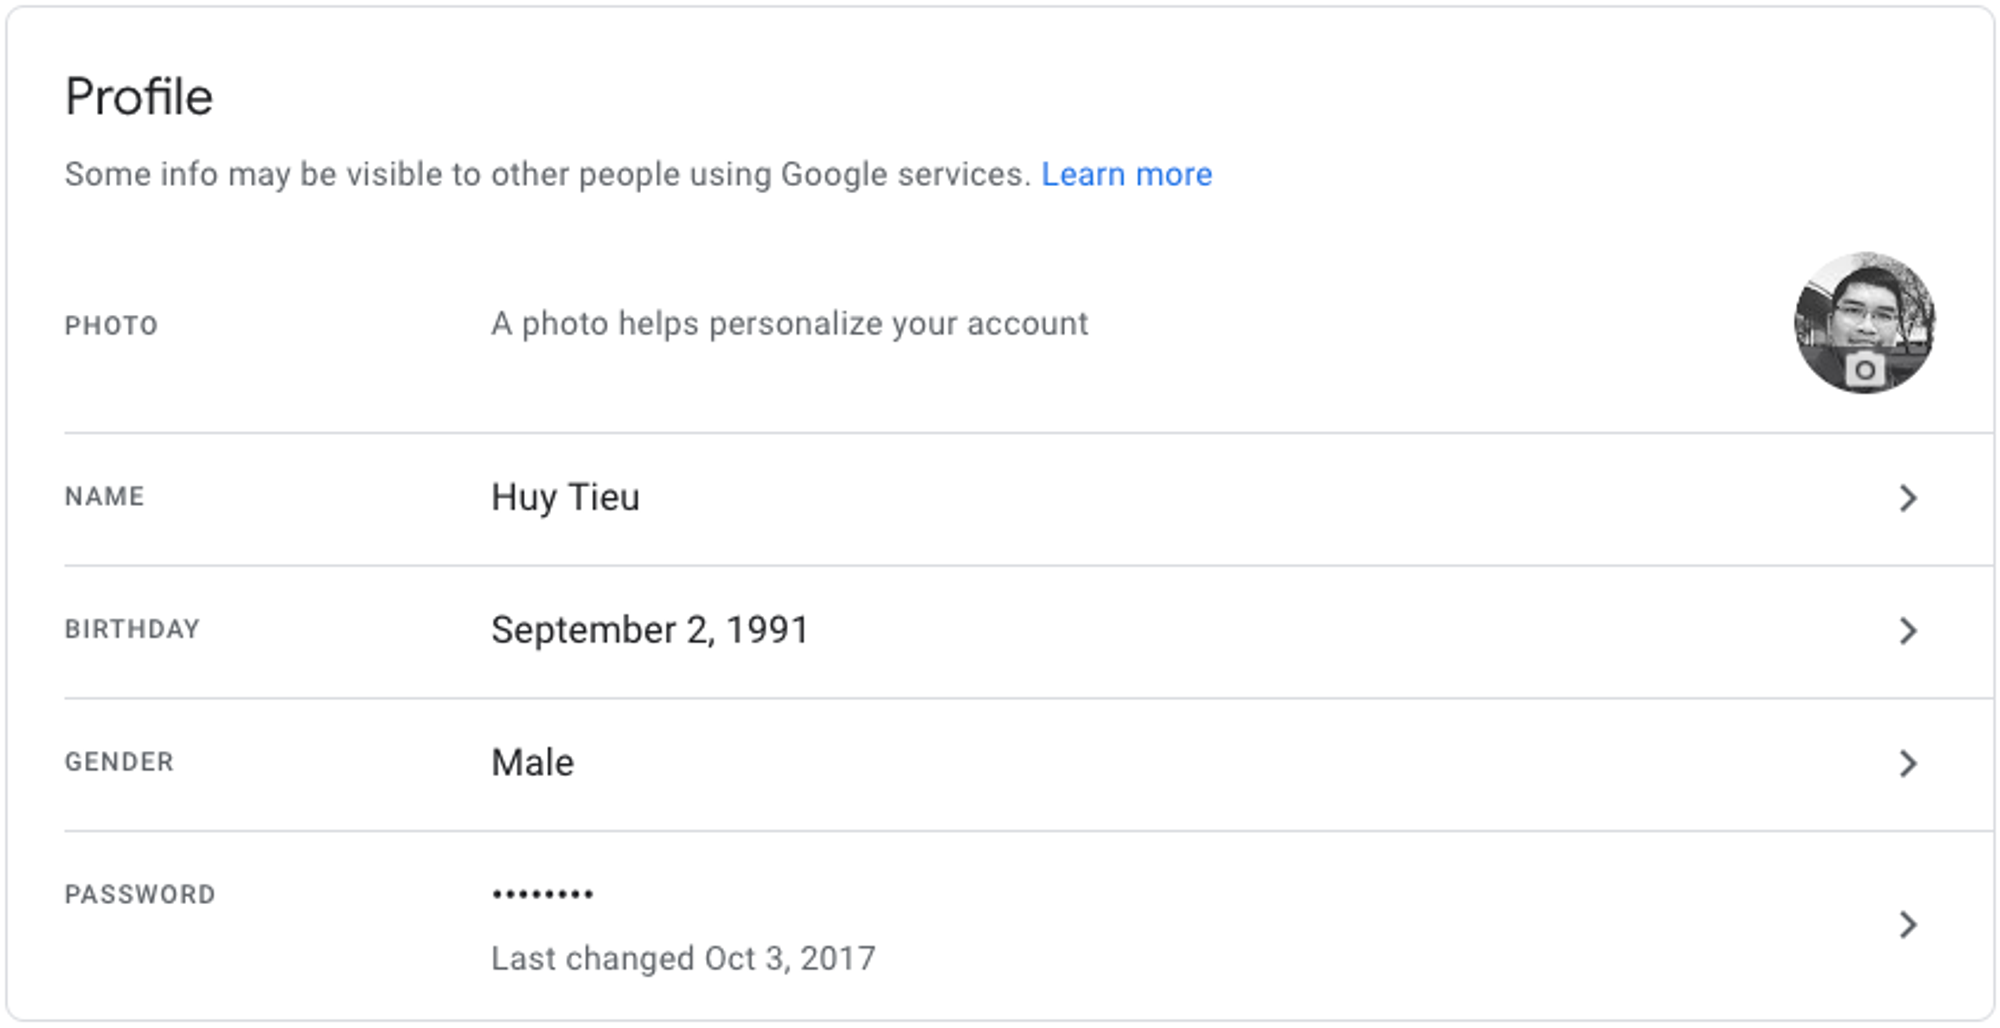 Profile
Some info may be visible to other people using Google services. Learn more
PHOTO A photo helps personalize your account
NAME Huy Tieu
BIRTHDAY September 2, 1991
GENDER Male
PASSWORD ••••••••
Last changed Oct 3, 2017